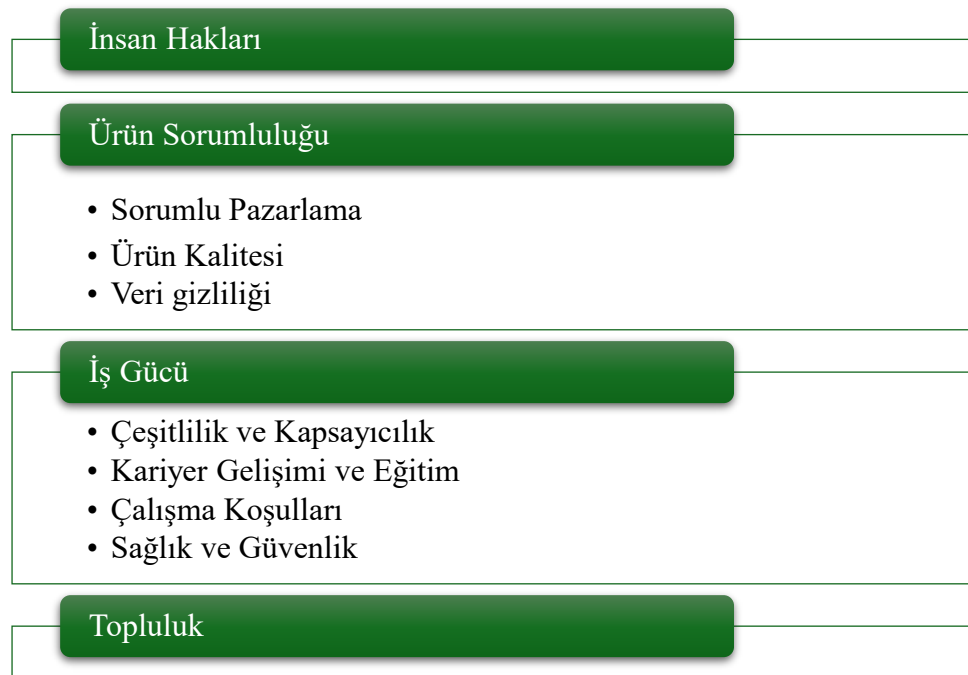 İnsan Hakları
Ürün Sorumluluğu
• Sorumlu Pazarlama
• Ürün Kalitesi
• Veri gizliliği
İş Gücü
• Çeşitlilik ve Kapsayıcılık
• Kariyer Gelişimi ve Eğitim
• Çalışma Koşulları
• Sağlık ve Güvenlik
Topluluk